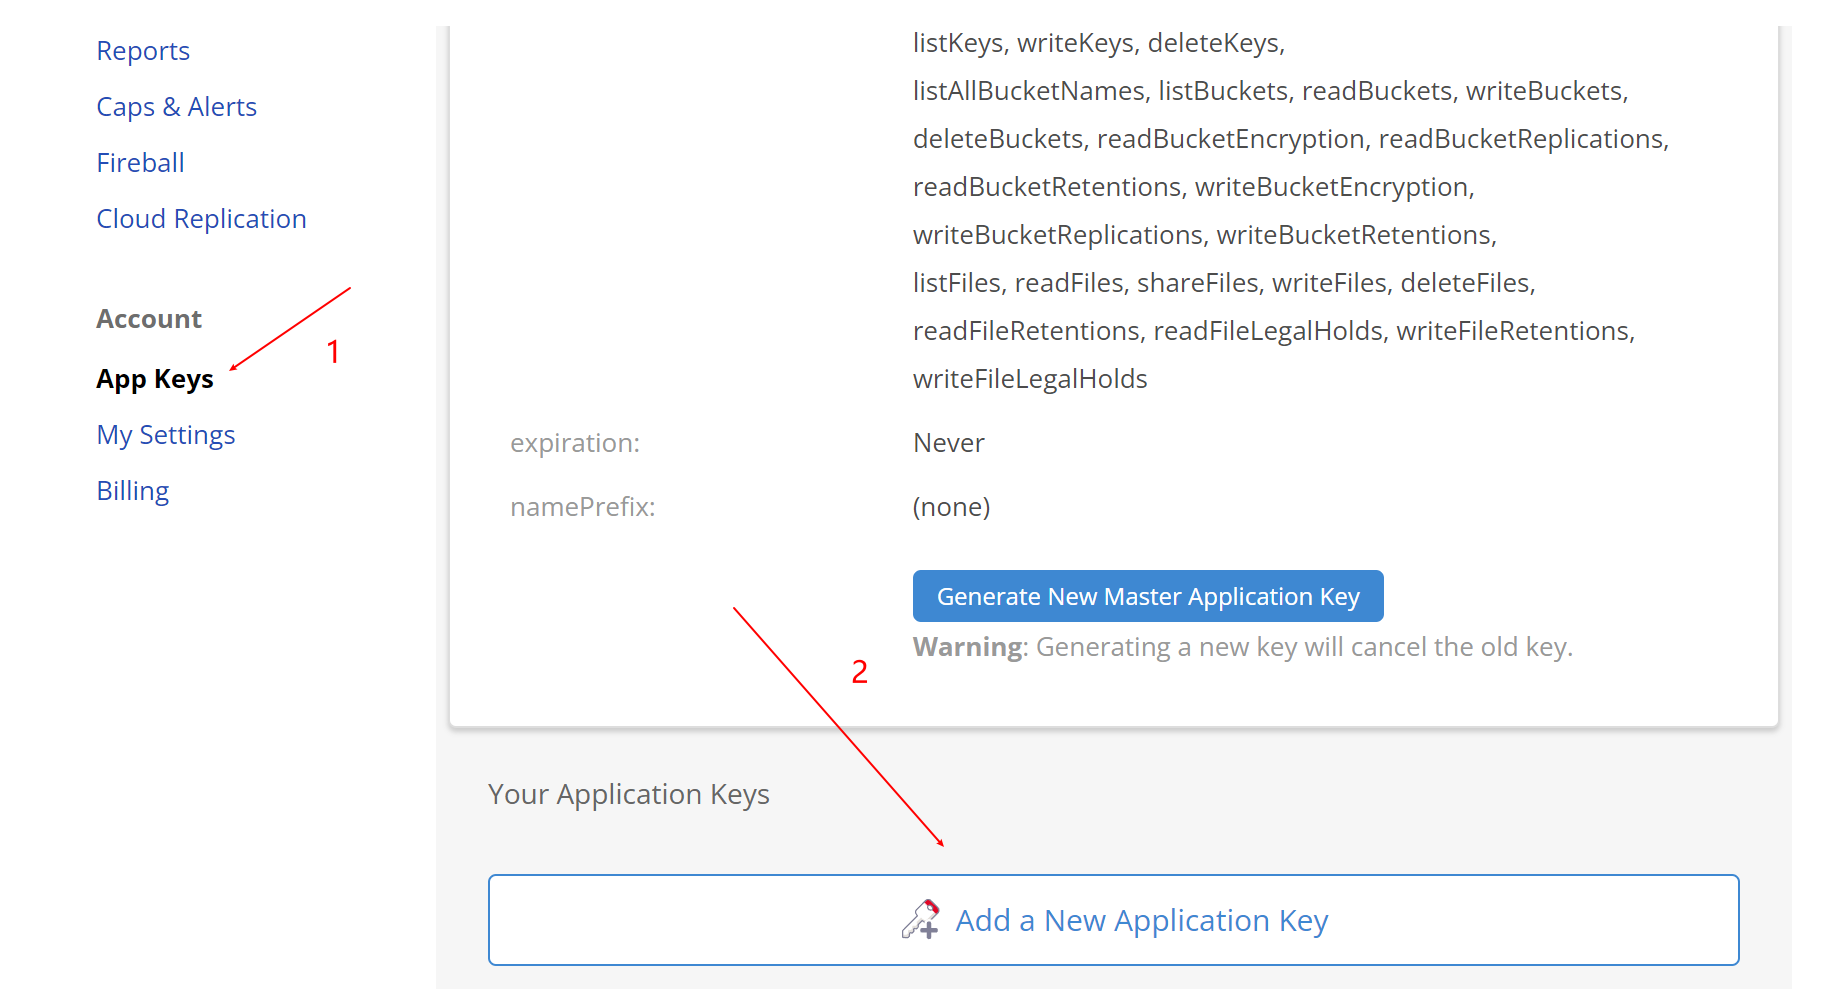 Reports
Caps & Alerts
Fireball
Cloud Replication
Account
1
App Keys
My Settings
Billing
listKeys, writeKeys, deleteKeys,
listAllBucketNames, listBuckets, readBuckets, writeBuckets,
deleteBuckets, readBucketEncryption, readBucketReplications,
readBucketRetentions, writeBucketEncryption,
writeBucketReplications, writeBucketRetentions,
listFiles, readFiles, shareFiles, writeFiles, deleteFiles,
readFileRetentions, readFileLegalHolds, writeFileRetentions,
writeFileLegalHolds
expiration: Never
namePrefix: (none)
Generate New Master Application Key
Warning: Generating a new key will cancel the old key.
2
Your Application Keys
Add a New Application Key